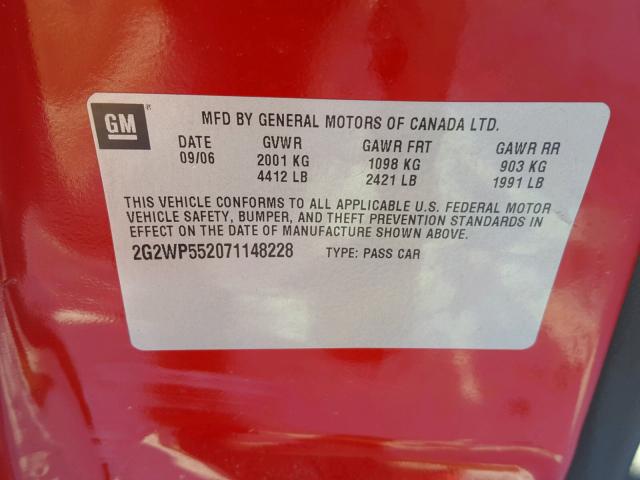 GM ®
MFD BY GENERAL MOTORS OF CANADA LTD.
DATE GVWR GAWR FRT GAWR RR
09/06 2001 KG 1098 KG 903 KG
4412 LB 2421 LB 1991 LB
THIS VEHICLE CONFORMS TO ALL APPLICABLE U.S. FEDERAL MOTOR
VEHICLE SAFETY, BUMPER, AND THEFT PREVENTION STANDARDS IN
EFFECT ON THE DATE OF MANUFACTURE SHOWN ABOVE.
2G2WP552071148228 TYPE: PASS CAR